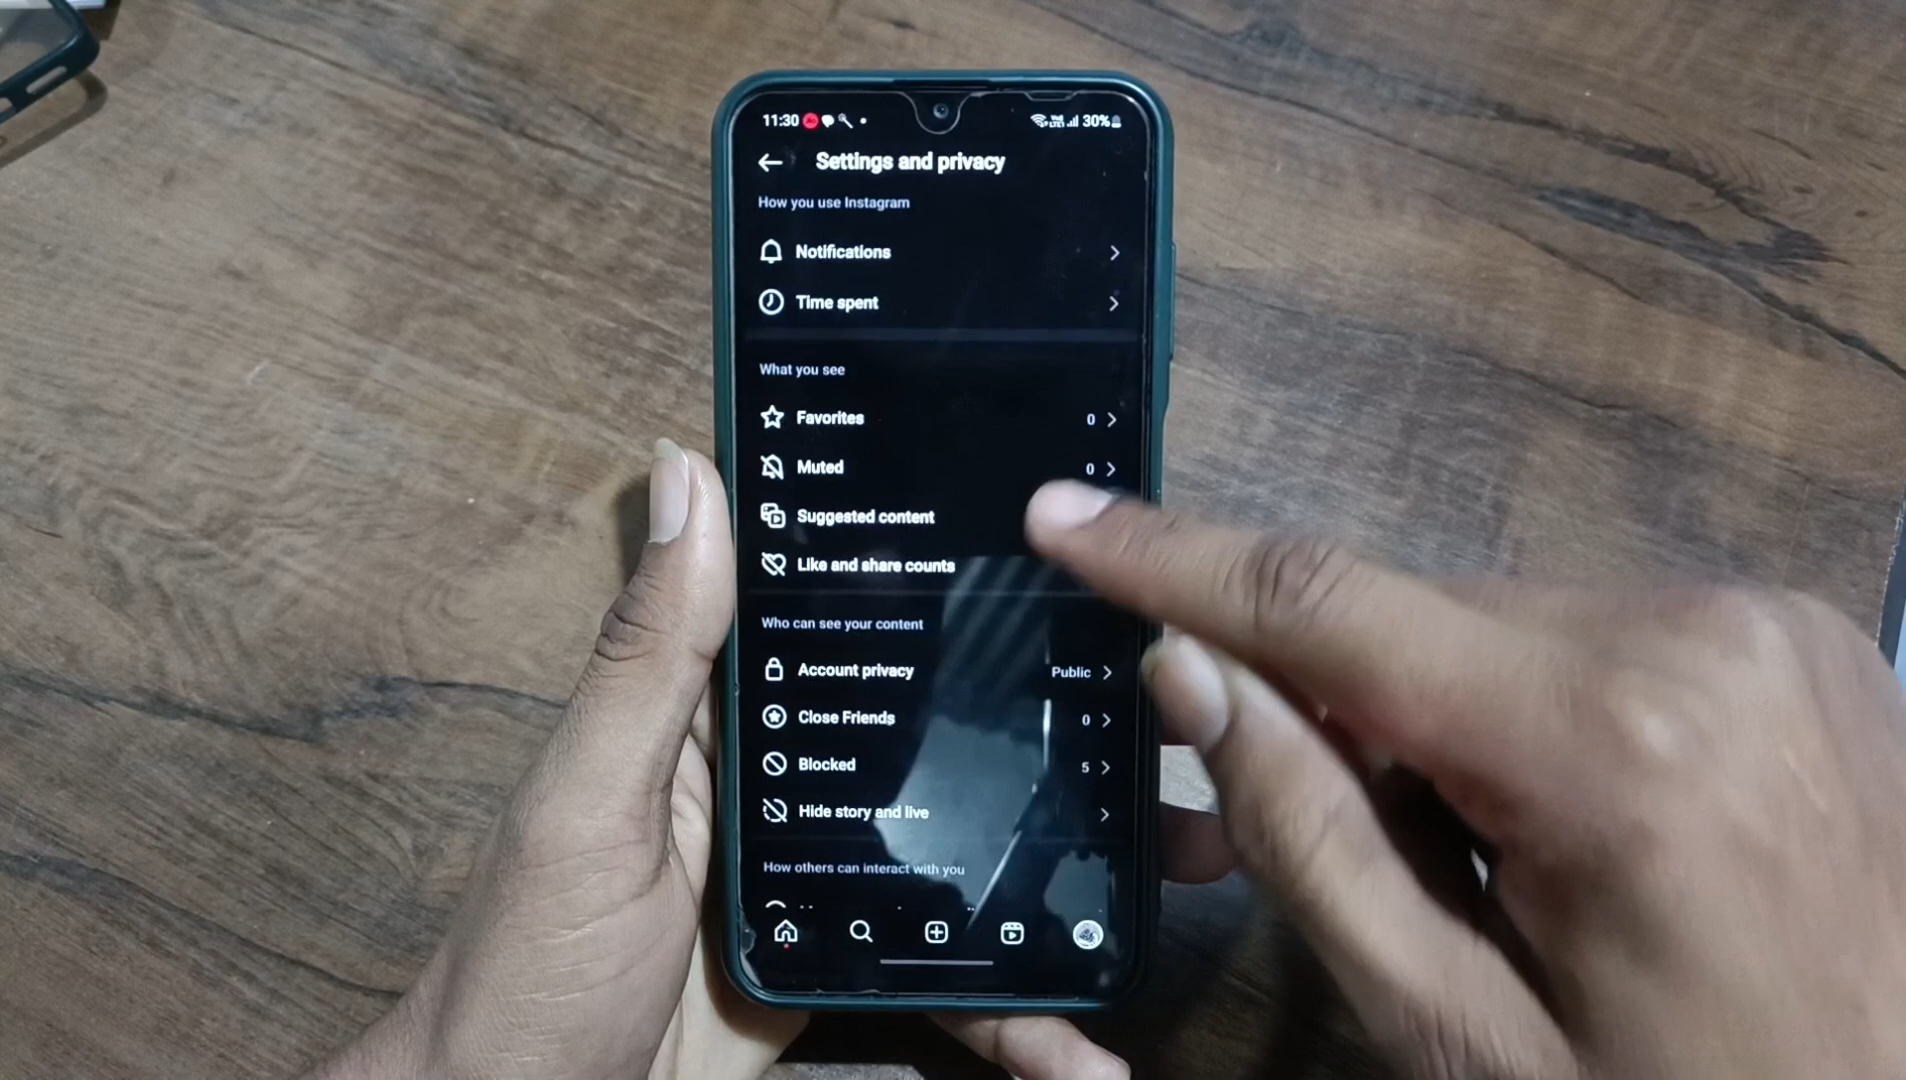 11:30 30%
Settings and privacy
How you use Instagram
Notifications
Time spent
What you see
Favorites 0
Muted 0
Suggested content
Like and share counts
Who can see your content
Account privacy Public
Close Friends 0
Blocked 5
Hide story and live
How others can interact with you